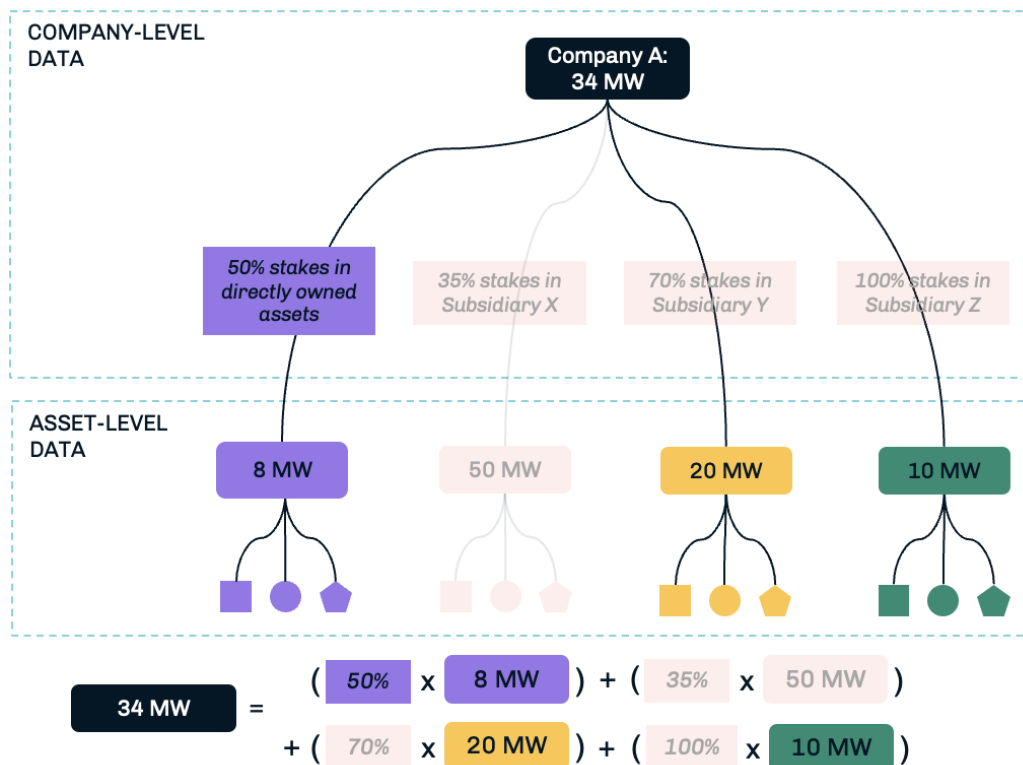 COMPANY-LEVEL
DATA
Company A:
34 MW
50% stakes in
directly owned
assets
35% stakes in
Subsidiary X
70% stakes in
Subsidiary Y
100% stakes in
Subsidiary Z
ASSET-LEVEL
DATA
8 MW
50 MW
20 MW
10 MW
34 MW = ( 50% x 8 MW ) + ( 35% x 50 MW )
+ ( 70% x 20 MW ) + ( 100% x 10 MW )